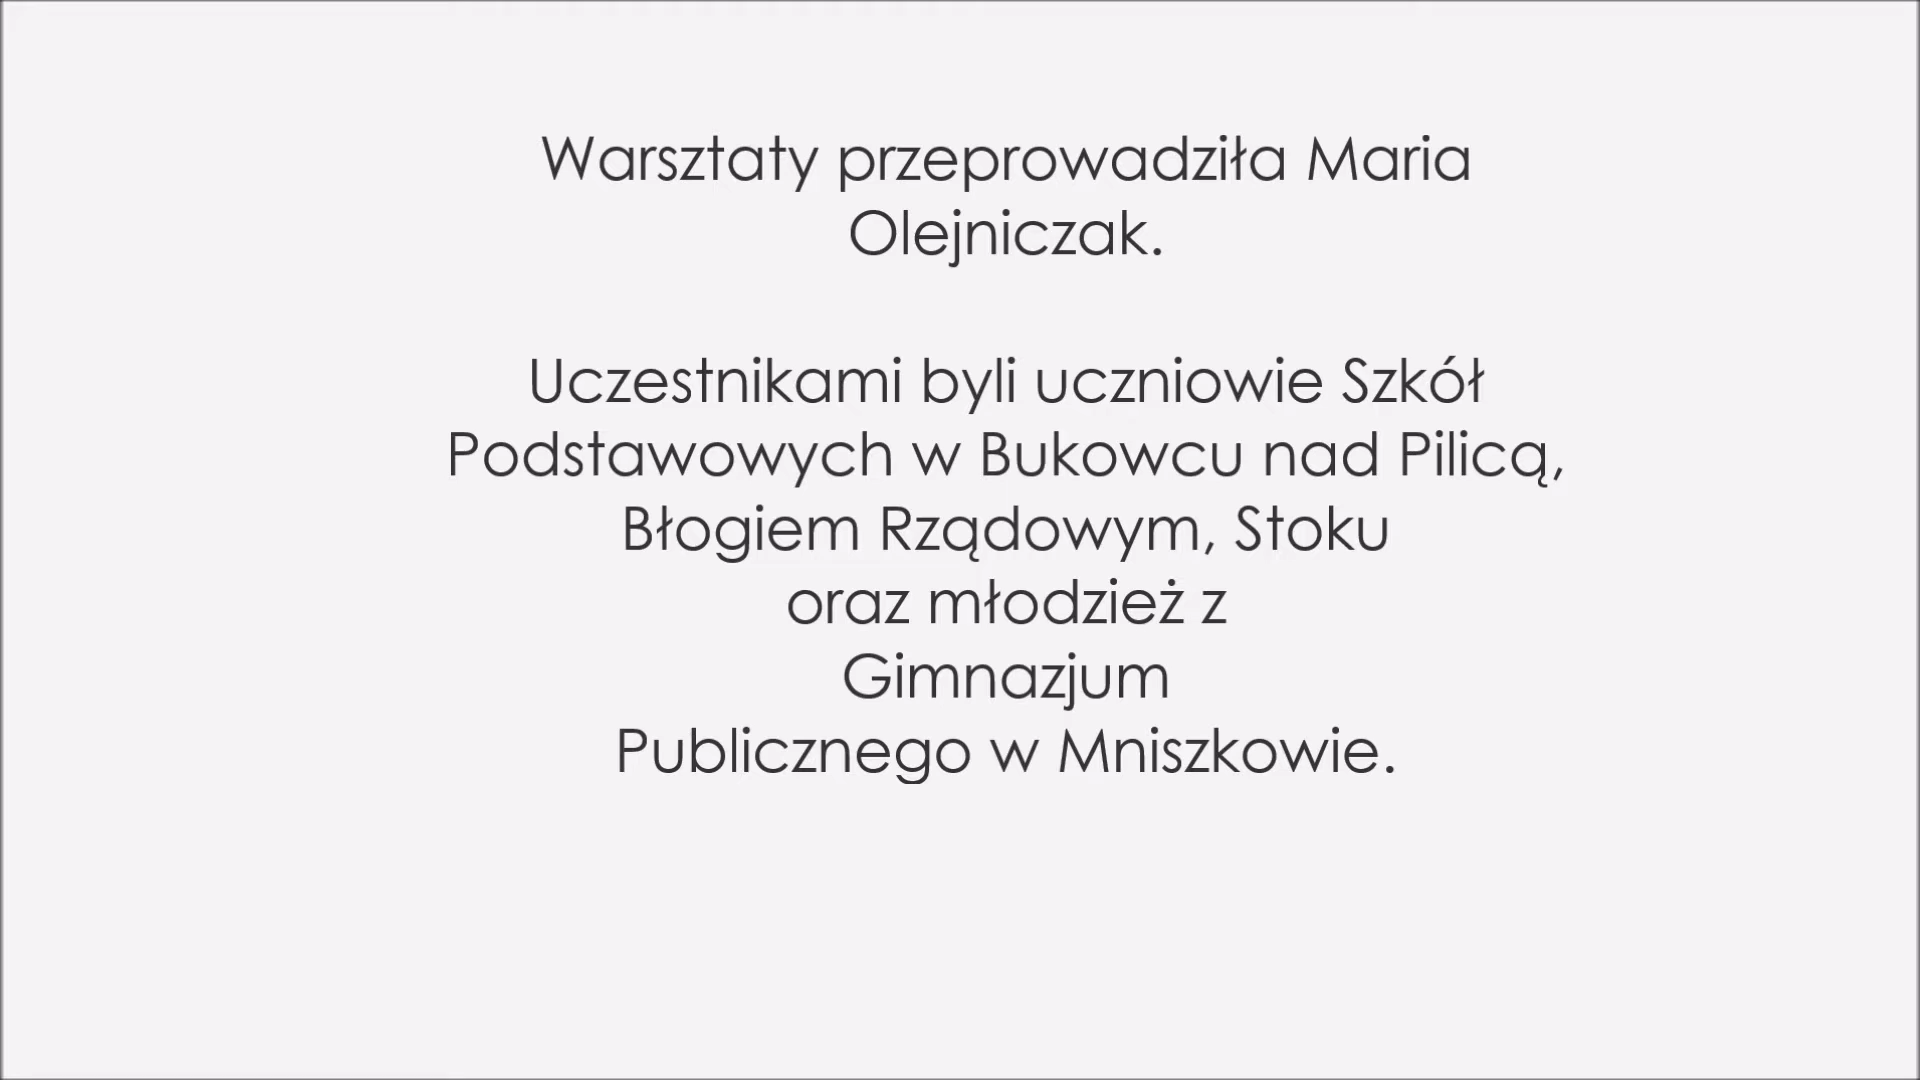 Warsztaty przeprowadziła Maria
Olejniczak.
Uczestnikami byli uczniowie Szkół
Podstawowych w Bukowcu nad Pilicą,
Błogiem Rządowym, Stoku
oraz młodzież z
Gimnazjum
Publicznego w Mniszkowie.